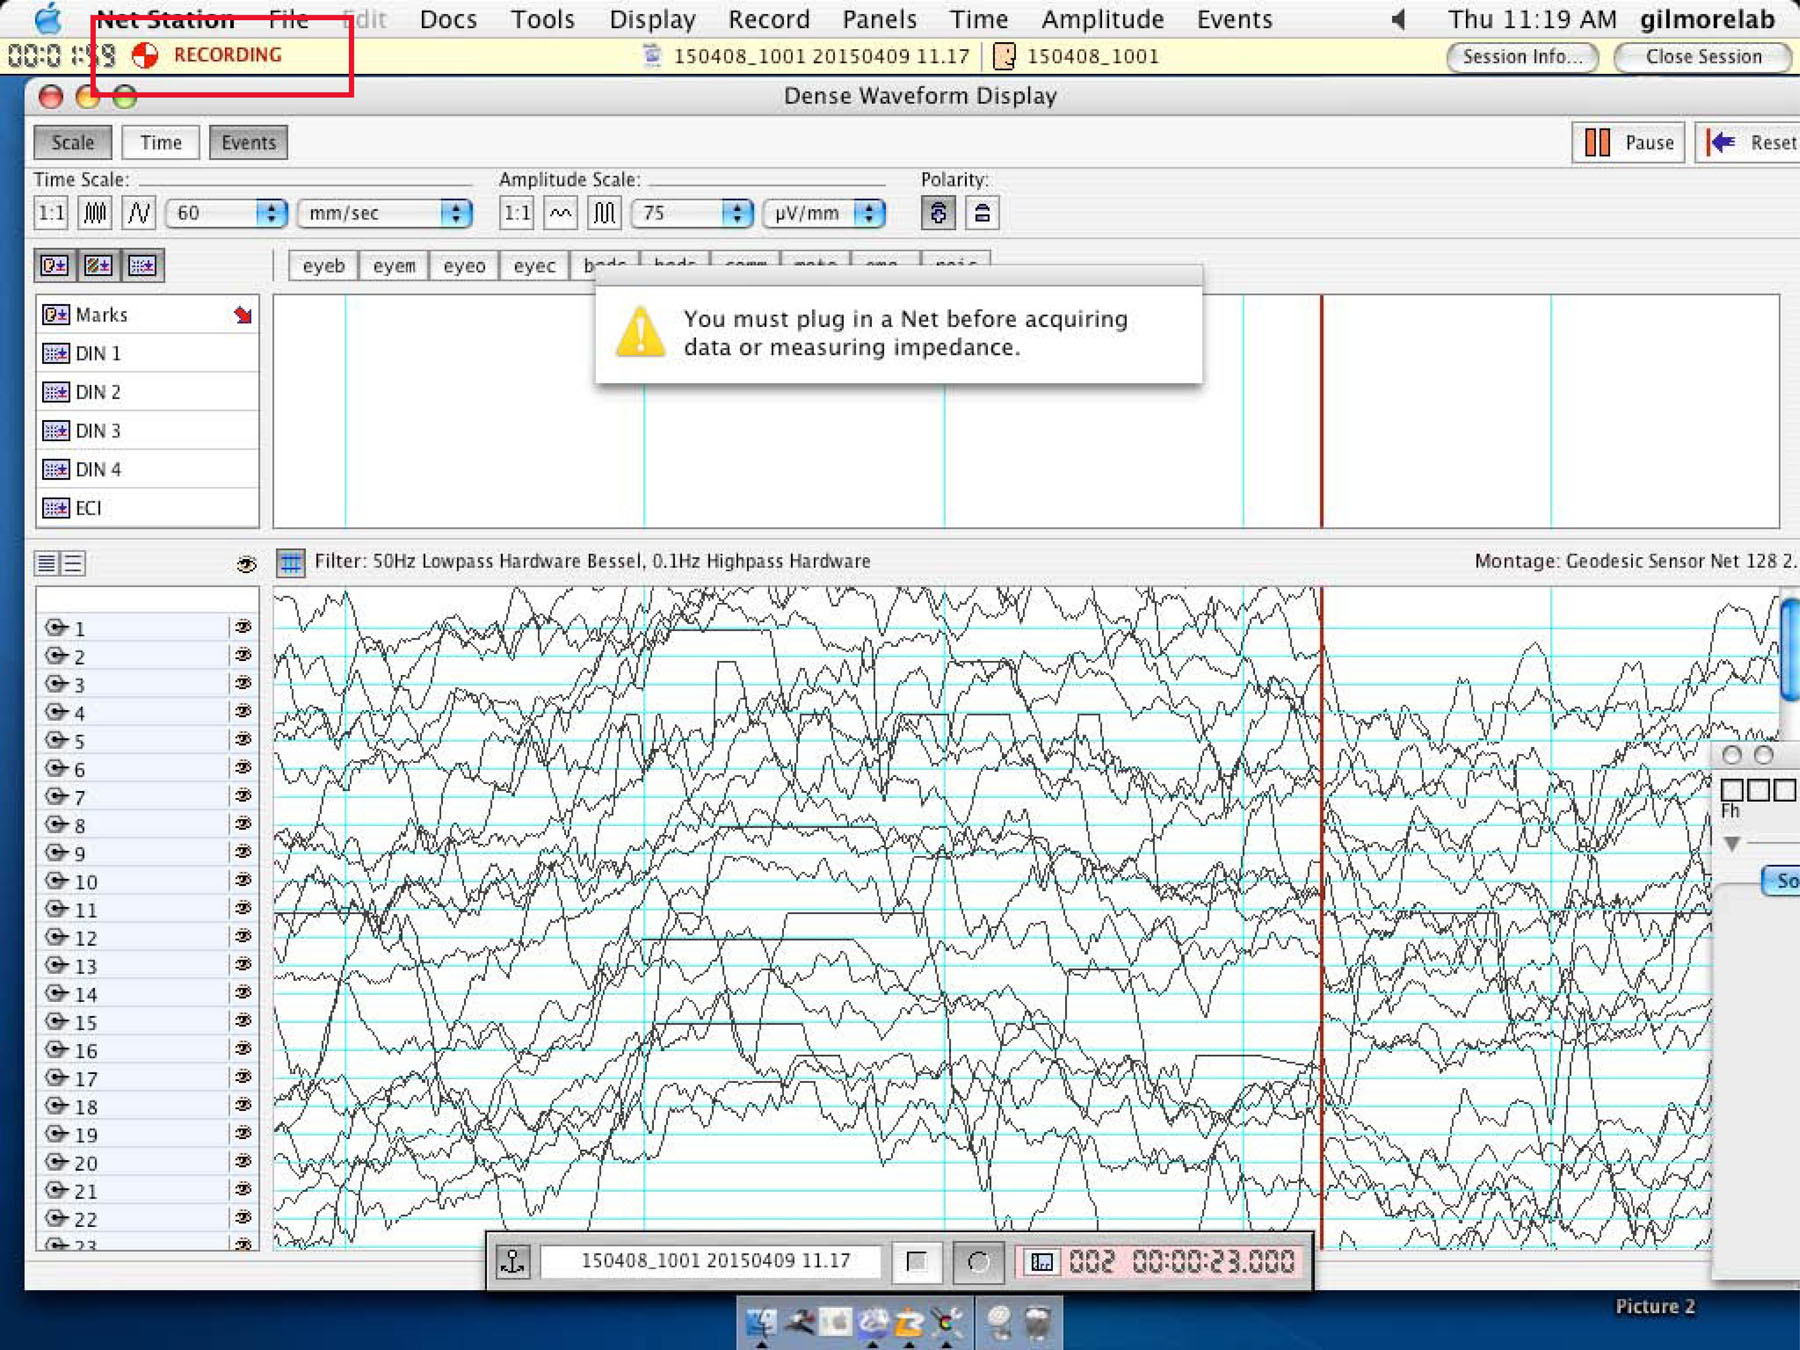 Net Station File Edit Docs Tools Display Record Panels Time Amplitude Events Thu 11:19 AM gilmorelab
00:01:59 RECORDING 150408_1001 20150409 11.17 150408_1001 Session Info... Close Session
Dense Waveform Display
Scale Time Events Pause Reset
Time Scale: Amplitude Scale: Polarity:
1:1 60 mm/sec 1:1 75 µV/mm
eyeb eyem eyeo eyec
You must plug in a Net before acquiring
data or measuring impedance.
Marks
DIN 1
DIN 2
DIN 3
DIN 4
ECI
Filter: 50Hz Lowpass Hardware Bessel, 0.1Hz Highpass Hardware Montage: Geodesic Sensor Net 128 2.
1
2
3
4
5
6
7
8
9
10
11
12
13
14
15
16
17
18
19
20
21
22
23
Fh
So
150408_1001 20150409 11.17 002 00:00:23.000
Picture 2